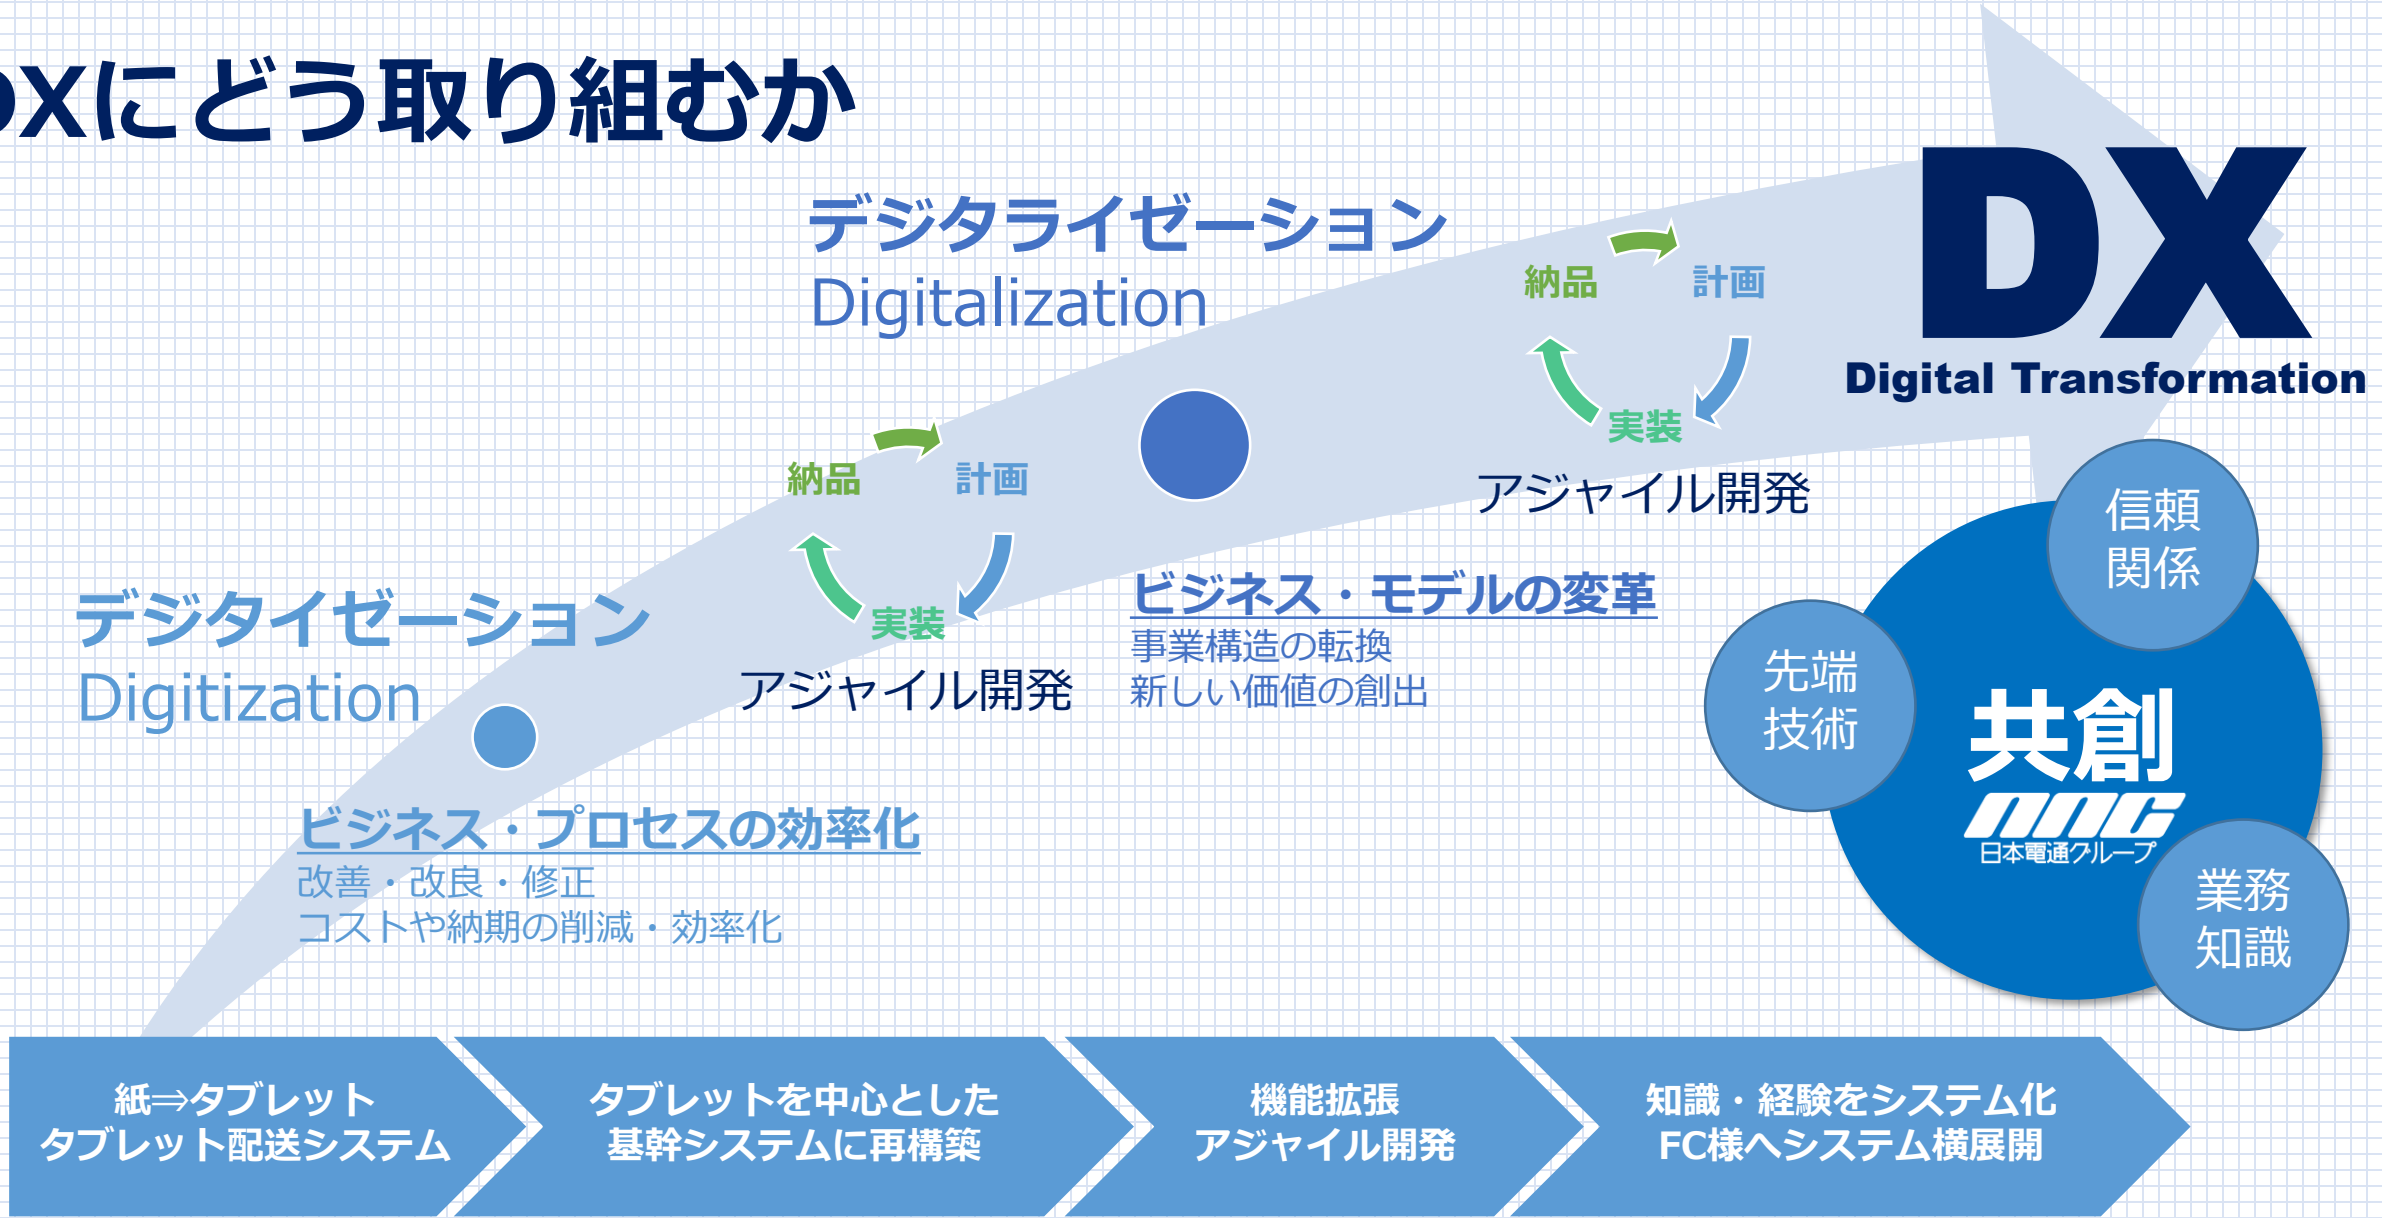 DXにどう取り組むか
DX
Digital Transformation
デジタライゼーション
Digitalization
納品
計画
実装
アジャイル開発
納品
計画
実装
アジャイル開発
デジタイゼーション
Digitization
ビジネス・モデルの変革
事業構造の転換
新しい価値の創出
ビジネス・プロセスの効率化
改善・改良・修正
コストや納期の削減・効率化
信頼
関係
先端
技術
共創
nnc
日本電通グループ
業務
知識
紙⇒タブレット
タブレット配送システム
タブレットを中心とした
基幹システムに再構築
機能拡張
アジャイル開発
知識・経験をシステム化
FC様へシステム横展開